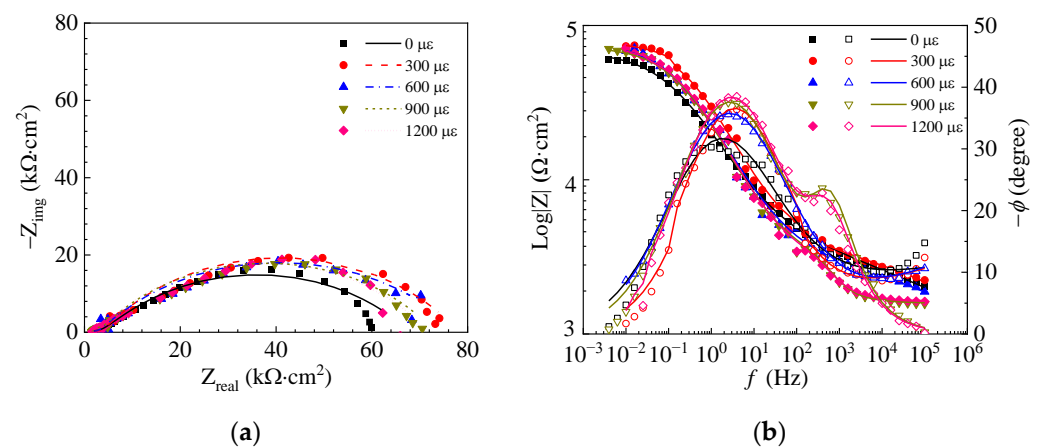 80
60
40
20
0
−Z_img (kΩ·cm²)
0 με
300 με
600 με
900 με
1200 με
0 20 40 60 80
Z_real (kΩ·cm²)
(a)
5
4
3
Log|Z| (Ω·cm²)
0 με
300 με
600 με
900 με
1200 με
50
40
30
20
10
0
−ϕ (degree)
10⁻³ 10⁻² 10⁻¹ 10⁰ 10¹ 10² 10³ 10⁴ 10⁵ 10⁶
f (Hz)
(b)